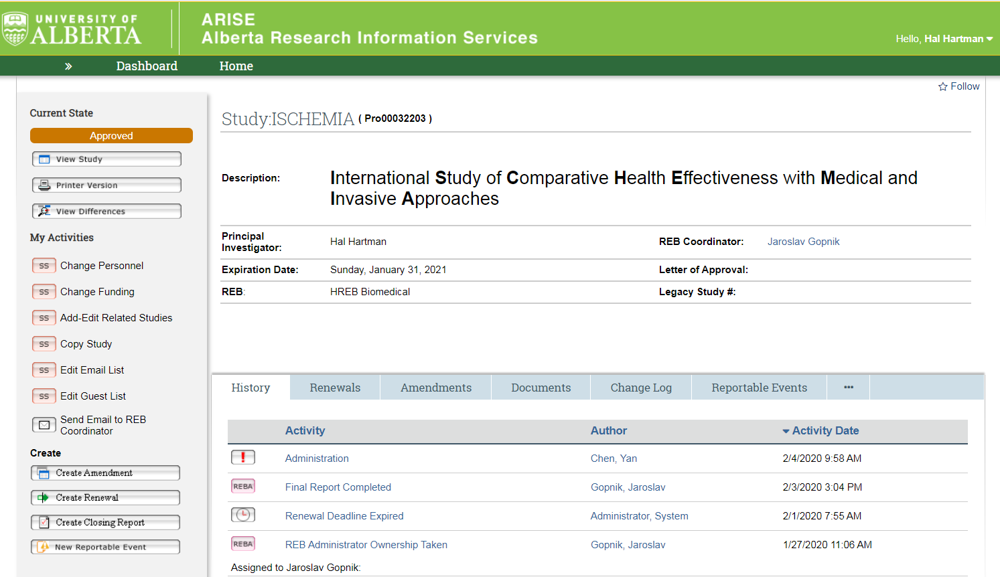 UNIVERSITY OF
ALBERTA
ARISE
Alberta Research Information Services
Hello, Hal Hartman
» Dashboard Home
Follow
Current State
Approved
View Study
Printer Version
View Differences
My Activities
SS Change Personnel
SS Change Funding
SS Add-Edit Related Studies
SS Copy Study
SS Edit Email List
SS Edit Guest List
Send Email to REB
Coordinator
Create
Create Amendment
Create Renewal
Create Closing Report
New Reportable Event
Study:ISCHEMIA ( Pro00032203 )
Description: International Study of Comparative Health Effectiveness with Medical and
Invasive Approaches
Principal
Investigator: Hal Hartman REB Coordinator: Jaroslav Gopnik
Expiration Date: Sunday, January 31, 2021 Letter of Approval:
REB: HREB Biomedical Legacy Study #:
History Renewals Amendments Documents Change Log Reportable Events ...
Activity Author Activity Date
! Administration Chen, Yan 2/4/2020 9:58 AM
REBA Final Report Completed Gopnik, Jaroslav 2/3/2020 3:04 PM
Renewal Deadline Expired Administrator, System 2/1/2020 7:55 AM
REBA REB Administrator Ownership Taken Gopnik, Jaroslav 1/27/2020 11:06 AM
Assigned to Jaroslav Gopnik: